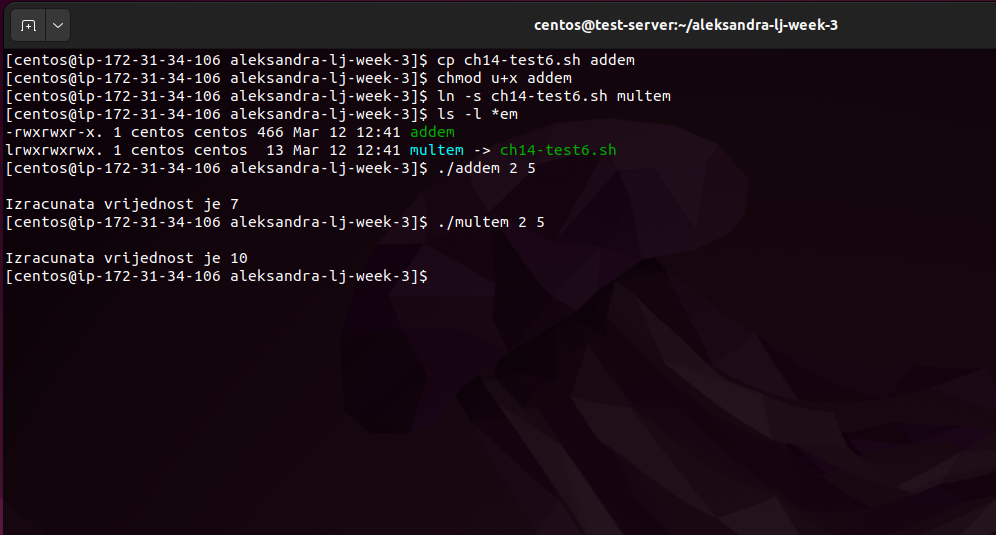 centos@test-server:~/aleksandra-lj-week-3
[centos@ip-172-31-34-106 aleksandra-lj-week-3]$ cp ch14-test6.sh addem
[centos@ip-172-31-34-106 aleksandra-lj-week-3]$ chmod u+x addem
[centos@ip-172-31-34-106 aleksandra-lj-week-3]$ ln -s ch14-test6.sh multem
[centos@ip-172-31-34-106 aleksandra-lj-week-3]$ ls -l *em
-rwxrwxr-x. 1 centos centos 466 Mar 12 12:41 addem
lrwxrwxrwx. 1 centos centos  13 Mar 12 12:41 multem -> ch14-test6.sh
[centos@ip-172-31-34-106 aleksandra-lj-week-3]$ ./addem 2 5
Izracunata vrijednost je 7
[centos@ip-172-31-34-106 aleksandra-lj-week-3]$ ./multem 2 5
Izracunata vrijednost je 10
[centos@ip-172-31-34-106 aleksandra-lj-week-3]$